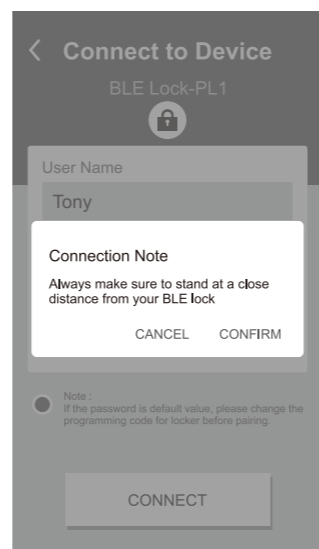 Connect to Device
BLE Lock-PL1
User Name
Tony
Connection Note
Always make sure to stand at a close
distance from your BLE lock
CANCEL CONFIRM
Note :
If the password is default value, please change the
programming code for locker before pairing.
CONNECT